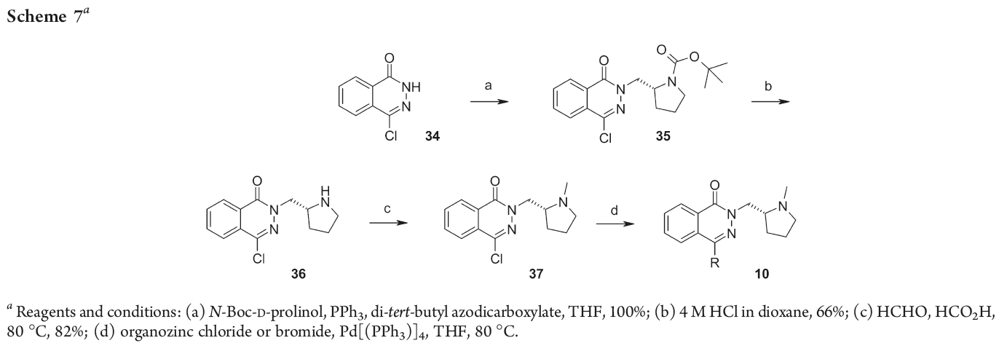 Scheme 7a
O
NH
N
Cl
34
a
O
N
N
Cl
O
O
N
35
b
O
N
N
Cl
H
N
36
c
O
N
N
Cl
N
37
d
O
N
N
R
N
10
a Reagents and conditions: (a) N-Boc-D-prolinol, PPh3, di-tert-butyl azodicarboxylate, THF, 100%; (b) 4 M HCl in dioxane, 66%; (c) HCHO, HCO2H,
80 °C, 82%; (d) organozinc chloride or bromide, Pd[(PPh3)]4, THF, 80 °C.